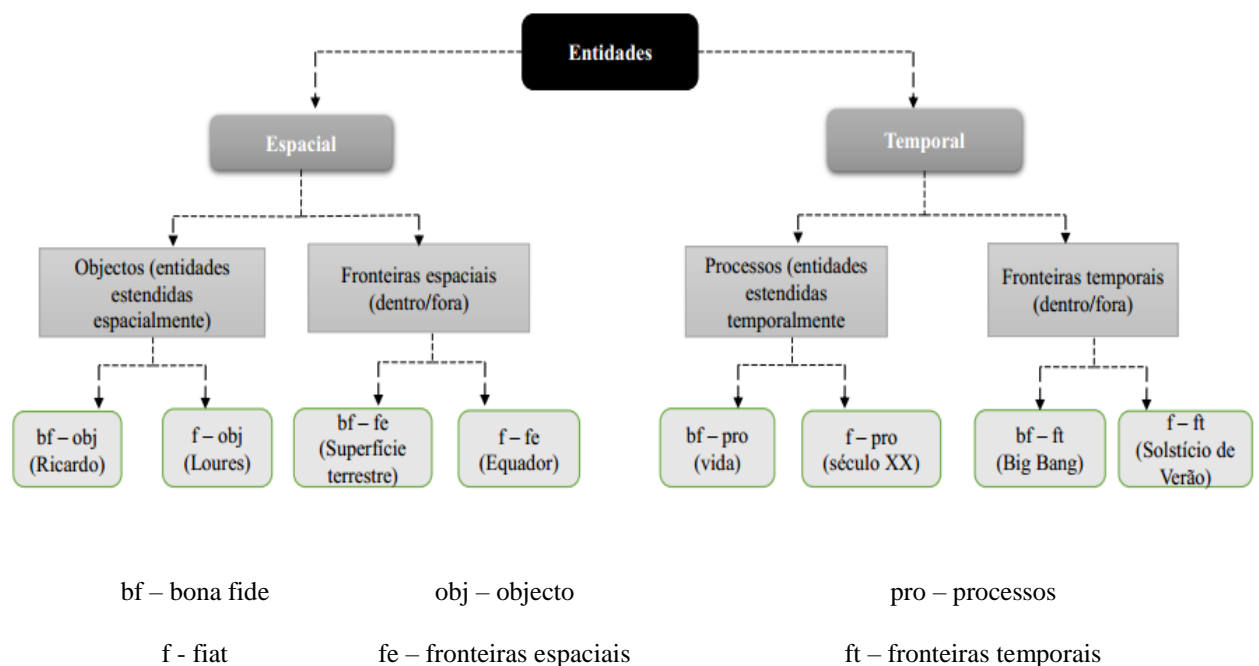 Entidades
Espacial
Temporal
Objectos (entidades
estendidas
espacialmente)
Fronteiras espaciais
(dentro/fora)
Processos (entidades
estendidas
temporalmente
Fronteiras temporais
(dentro/fora)
bf – obj
(Ricardo)
f – obj
(Loures)
bf – fe
(Superfície
terrestre)
f – fe
(Equador)
bf – pro
(vida)
f – pro
(século XX)
bf – ft
(Big Bang)
f – ft
(Solstício de
Verão)
bf – bona fide
obj – objecto
pro – processos
f - fiat
fe – fronteiras espaciais
ft – fronteiras temporais